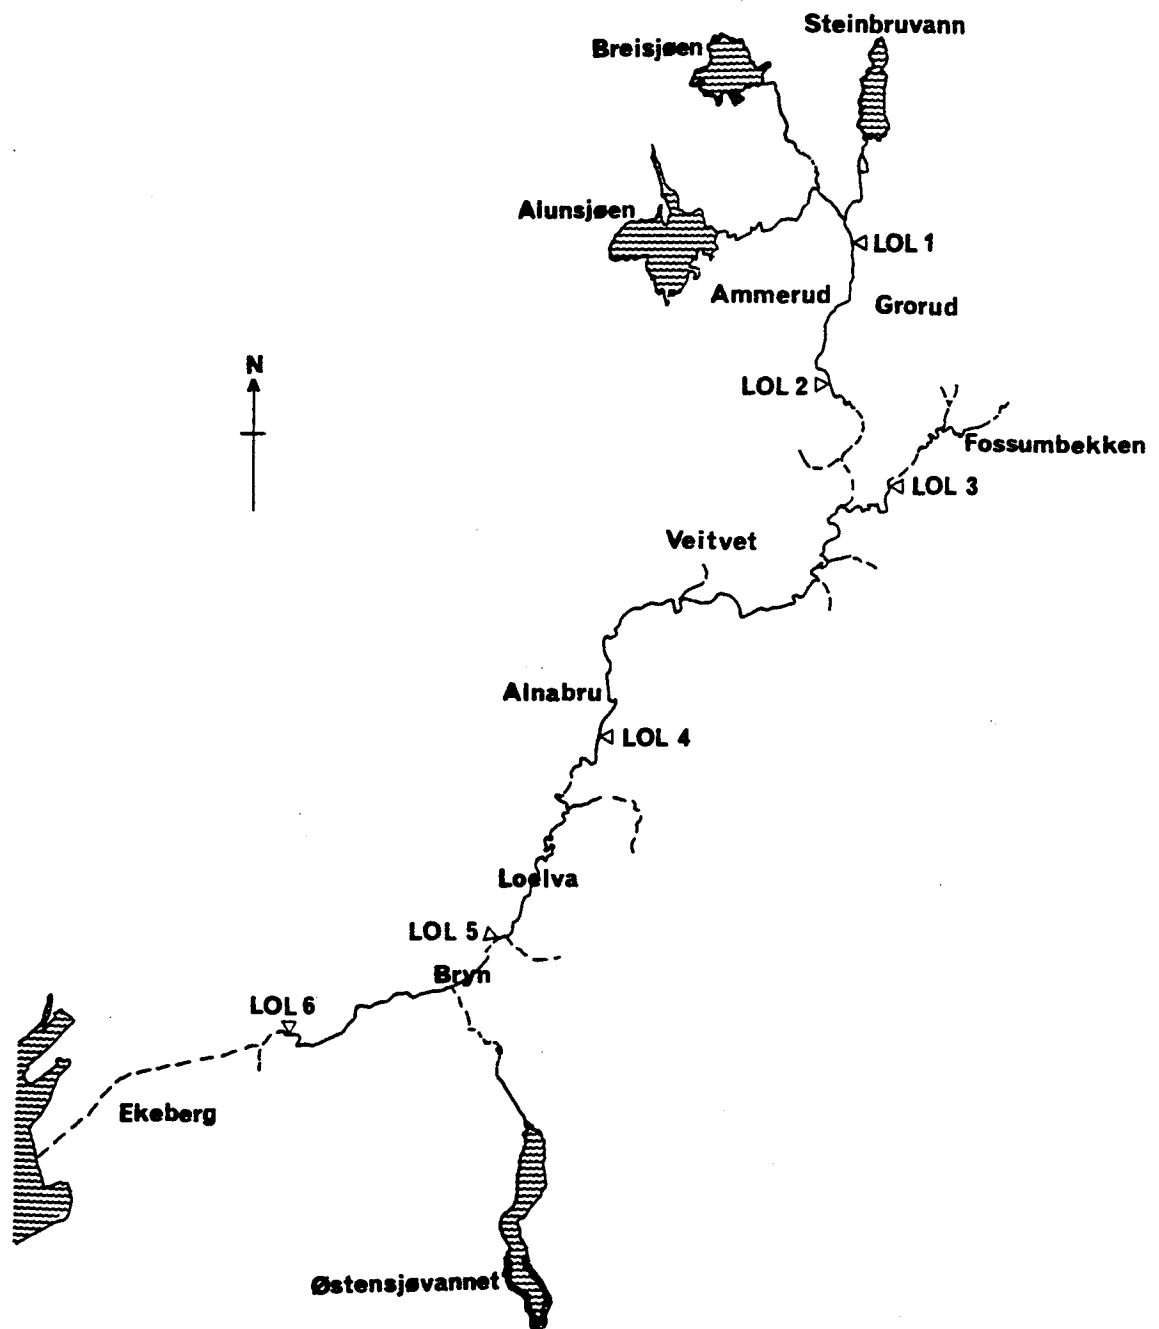 Steinbruvann
Breisjøen
Alunsjøen
LOL 1
Ammerud
Grorud
N
LOL 2
Fossumbekken
LOL 3
Veitvet
Alnabru
LOL 4
Loelva
LOL 5
Bryn
LOL 6
Ekeberg
Østensjøvannet